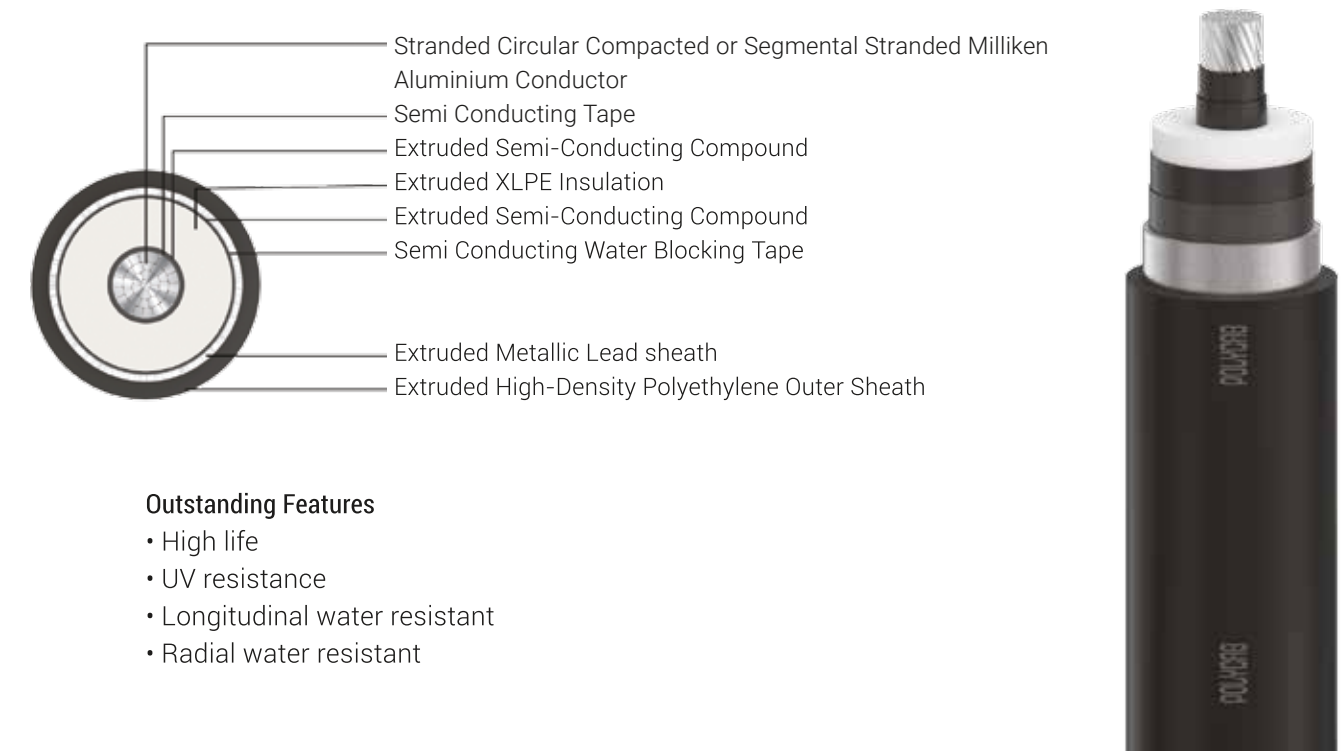 Stranded Circular Compacted or Segmental Stranded Milliken
Aluminium Conductor
Semi Conducting Tape
Extruded Semi-Conducting Compound
Extruded XLPE Insulation
Extruded Semi-Conducting Compound
Semi Conducting Water Blocking Tape
Extruded Metallic Lead sheath
Extruded High-Density Polyethylene Outer Sheath
Outstanding Features
• High life
• UV resistance
• Longitudinal water resistant
• Radial water resistant
POLYCAB
POLYCAB